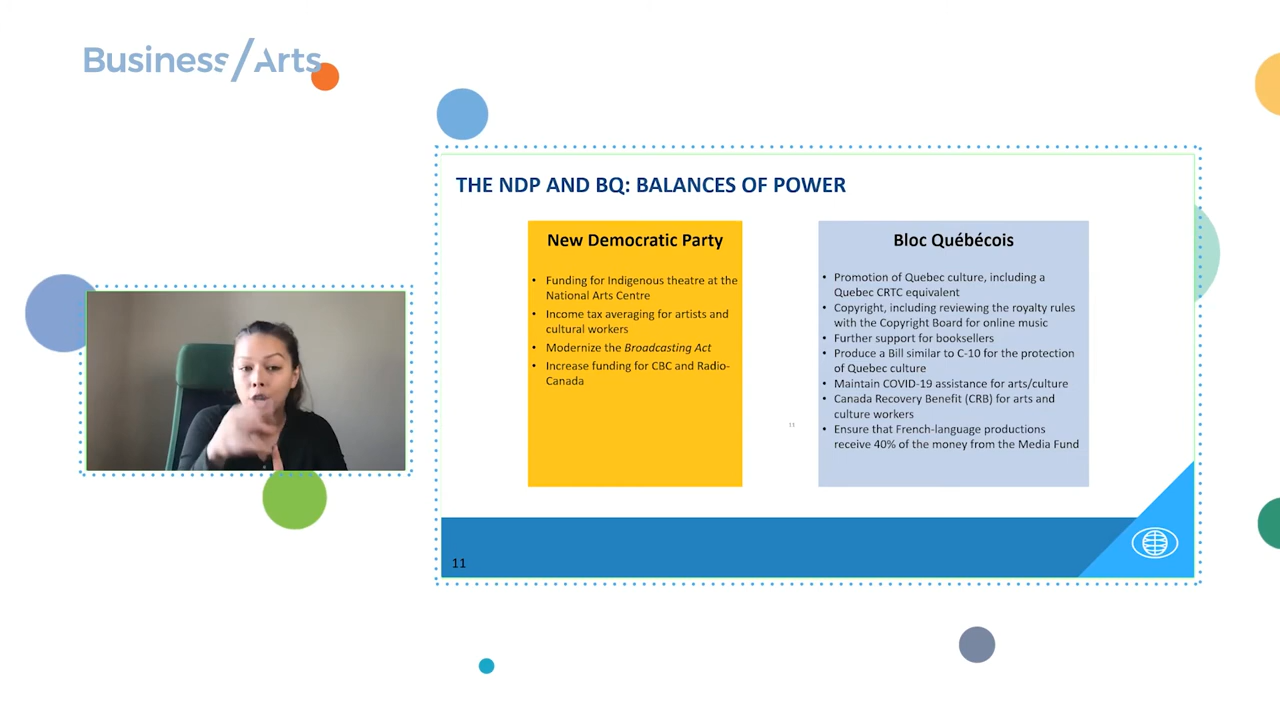 Business/Arts
THE NDP AND BQ: BALANCES OF POWER
New Democratic Party
• Funding for Indigenous theatre at the
National Arts Centre
• Income tax averaging for artists and
cultural workers
• Modernize the Broadcasting Act
• Increase funding for CBC and Radio-
Canada
Bloc Québécois
• Promotion of Quebec culture, including a
Quebec CRTC equivalent
• Copyright, including reviewing the royalty rules
with the Copyright Board for online music
• Further support for booksellers
• Produce a Bill similar to C-10 for the protection
of Quebec culture
• Maintain COVID-19 assistance for arts/culture
• Canada Recovery Benefit (CRB) for arts and
culture workers
• Ensure that French-language productions
receive 40% of the money from the Media Fund
11
11